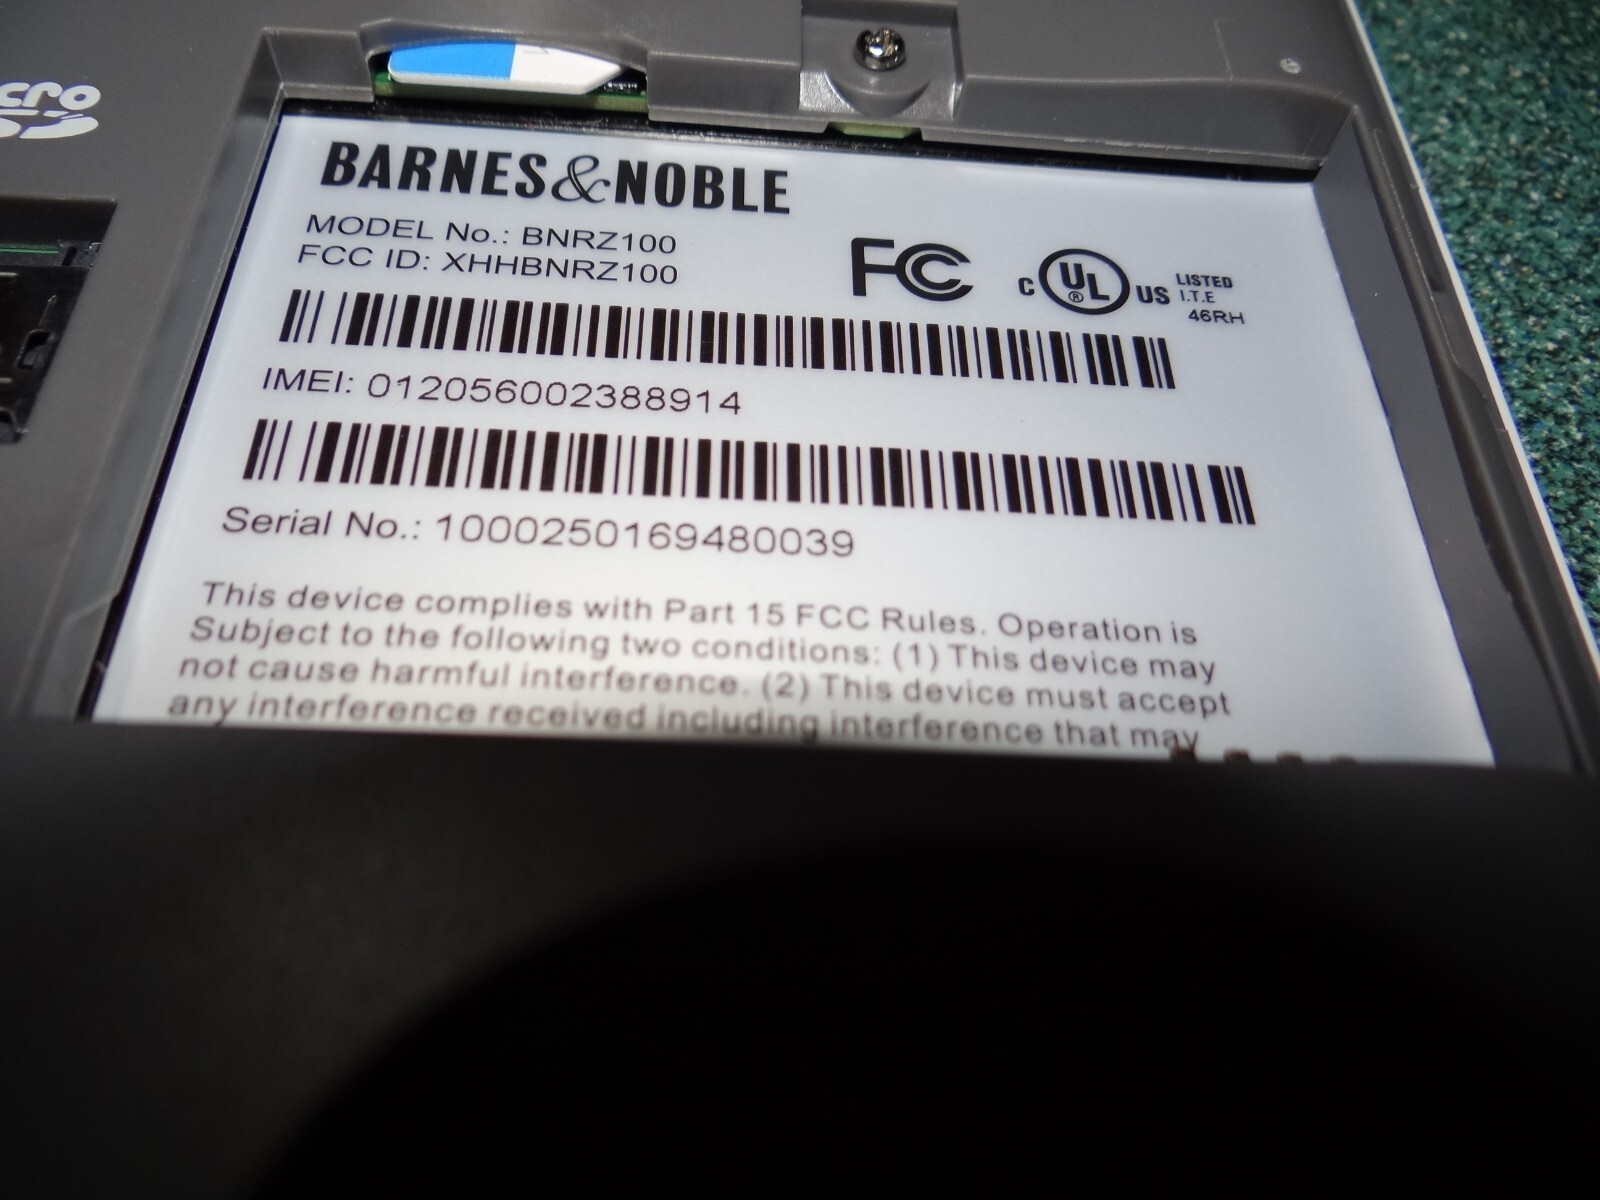 BARNES&NOBLE
MODEL No.: BNRZ100
FCC ID: XHHBNRZ100
FC
C UL ® US LISTED
I.T.E
46RH
IMEI: 012056002388914
Serial No.: 1000250169480039
This device complies with Part 15 FCC Rules. Operation is
Subject to the following two conditions: (1) This device may
not cause harmful interference. (2) This device must accept
any interference received including interference that may